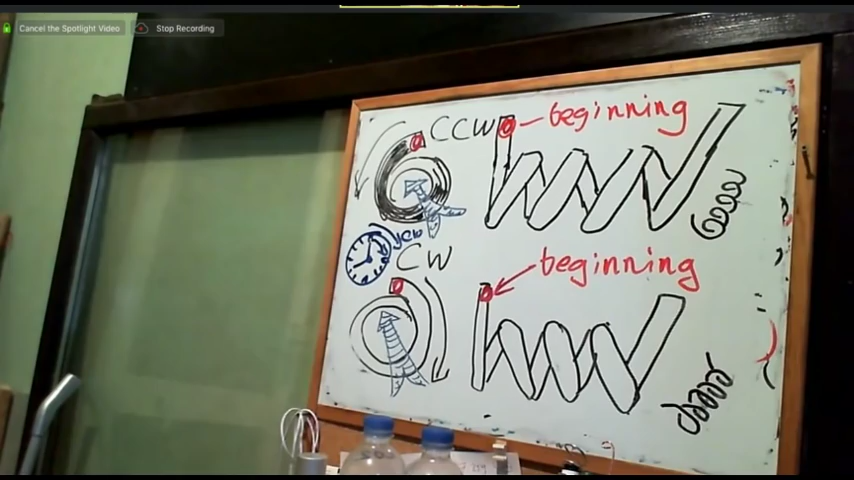 Cancel the Spotlight Video
Stop Recording
CCW
beginning
CW
beginning